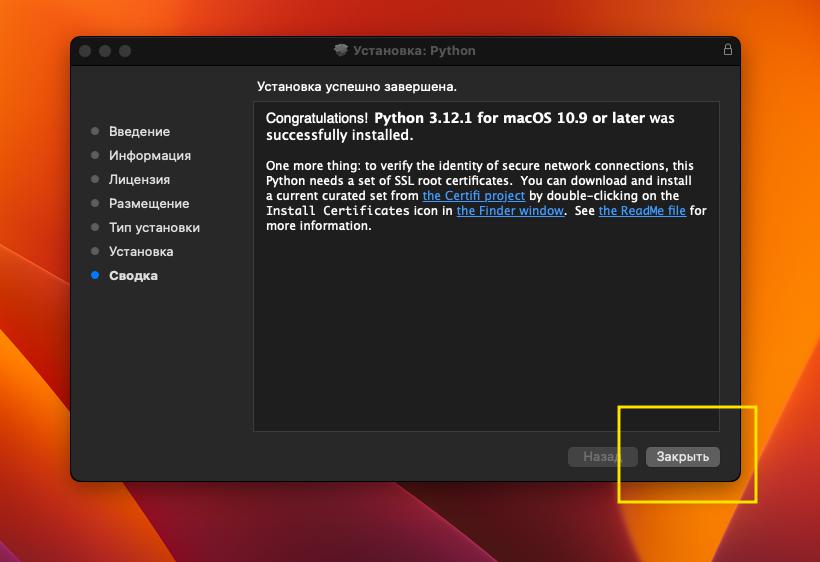 Установка: Python
Установка успешно завершена.
Введение
Информация
Лицензия
Размещение
Тип установки
Установка
Сводка
Congratulations! Python 3.12.1 for macOS 10.9 or later was
successfully installed.
One more thing: to verify the identity of secure network connections, this
Python needs a set of SSL root certificates.  You can download and install
a current curated set from the Certifi project by double-clicking on the
Install Certificates icon in the Finder window.  See the ReadMe file for
more information.
Назад
Закрыть